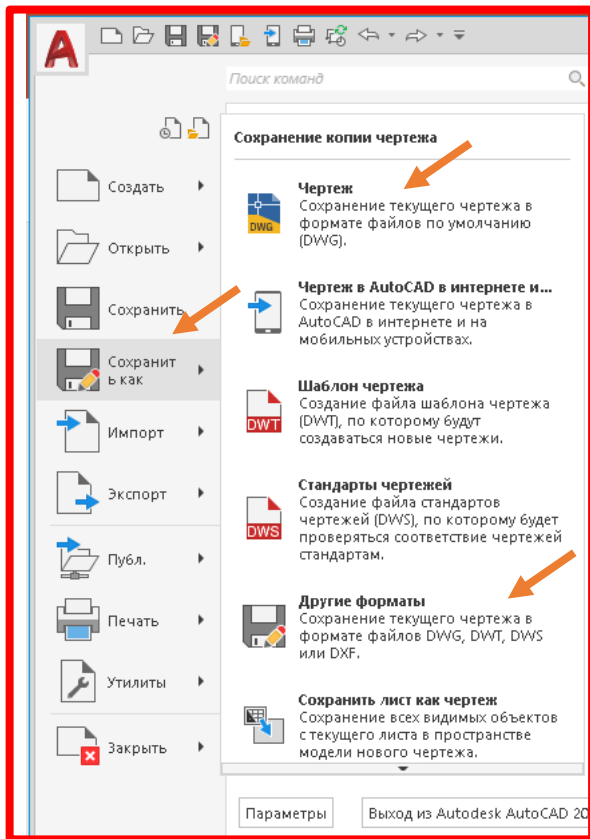 A
Поиск команд
Сохранение копии чертежа
Создать
Открыть
Сохранить
Сохранит
ь как
Импорт
Экспорт
Публ.
Печать
Утилиты
Закрыть
DWG
Чертеж
Сохранение текущего чертежа в
формате файлов по умолчанию
(DWG).
Чертеж в AutoCAD в интернете и...
Сохранение текущего чертежа в
AutoCAD в интернете и на
мобильных устройствах.
DWT
Шаблон чертежа
Создание файла шаблона чертежа
(DWT), по которому будут
создаваться новые чертежи.
DWS
Стандарты чертежей
Создание файла стандартов
чертежей (DWS), по которому будет
проверяться соответствие чертежей
стандартам.
Другие форматы
Сохранение текущего чертежа в
формате файлов DWG, DWT, DWS
или DXF.
Сохранить лист как чертеж
Сохранение всех видимых объектов
с текущего листа в пространстве
модели нового чертежа.
Параметры
Выход из Autodesk AutoCAD 20